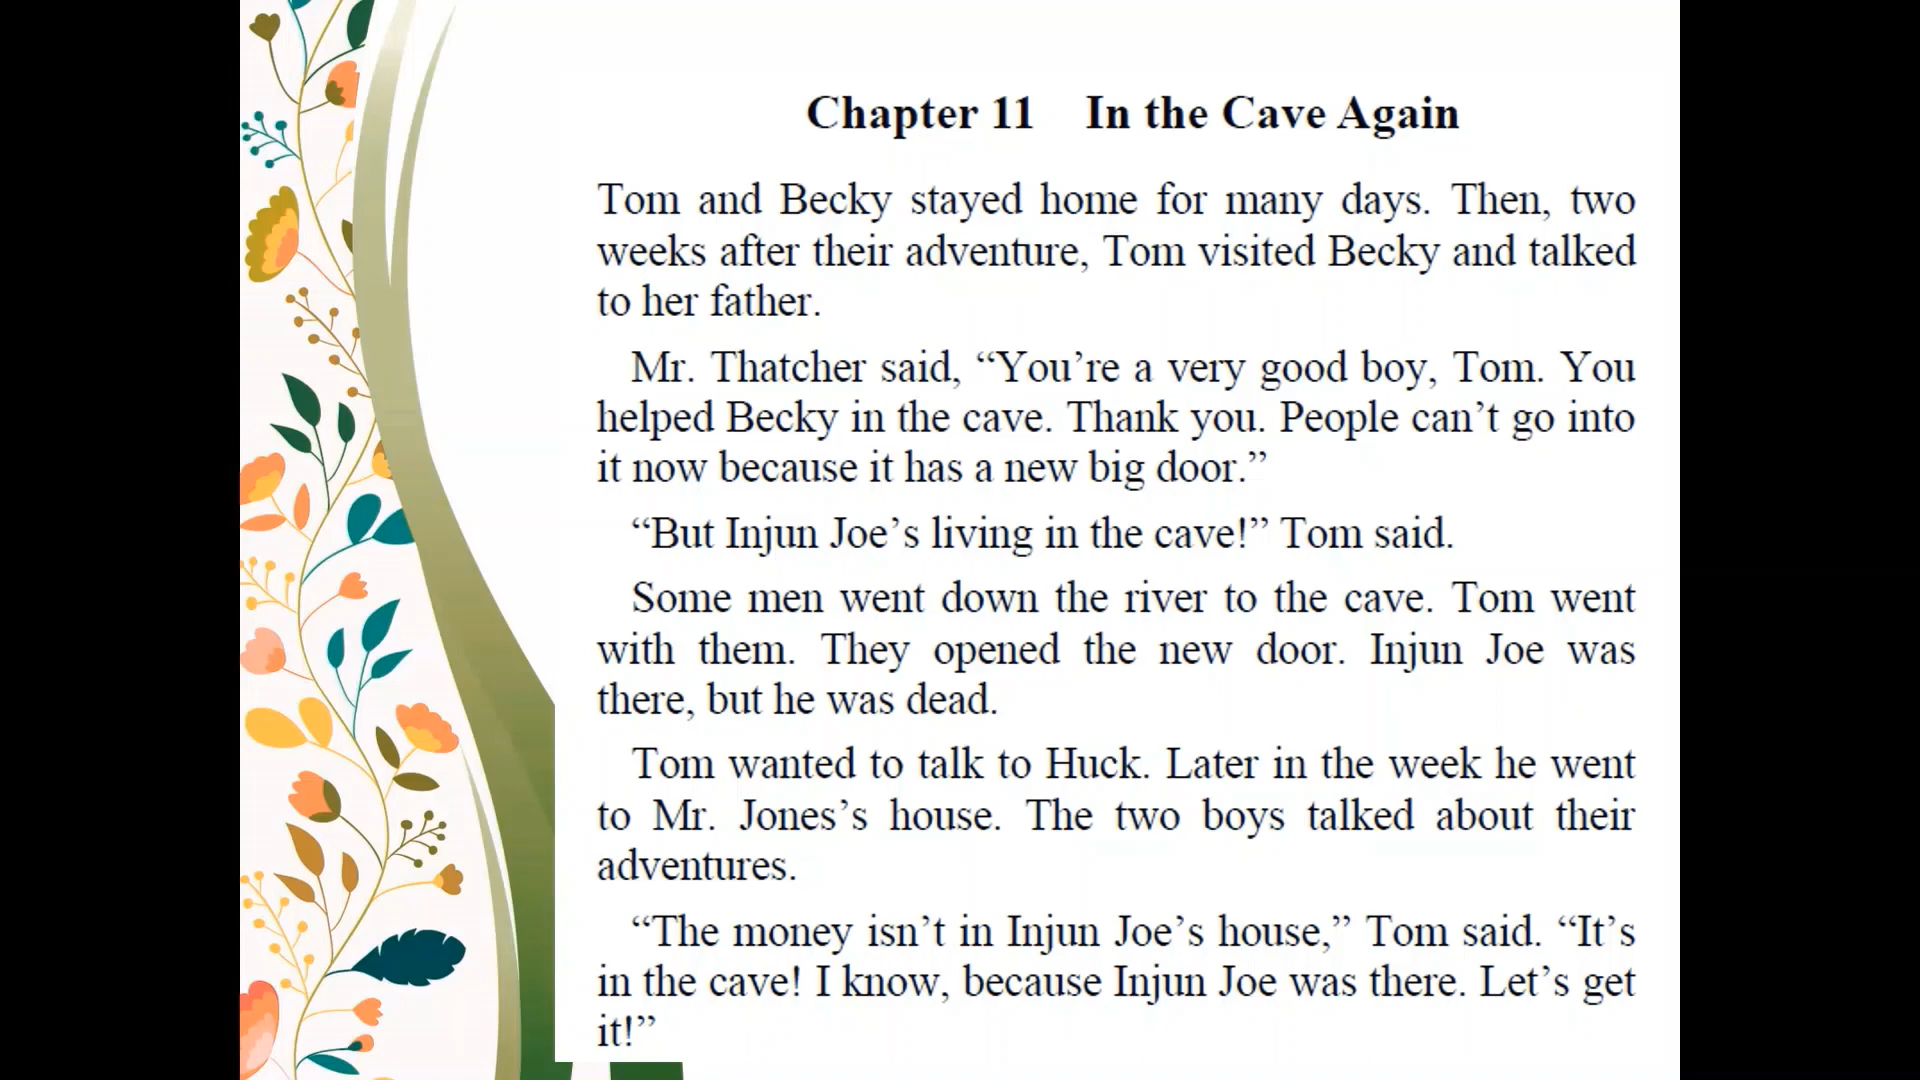 Chapter 11 In the Cave Again
Tom and Becky stayed home for many days. Then, two
weeks after their adventure, Tom visited Becky and talked
to her father.
Mr. Thatcher said, “You’re a very good boy, Tom. You
helped Becky in the cave. Thank you. People can’t go into
it now because it has a new big door.”
“But Injun Joe’s living in the cave!” Tom said.
Some men went down the river to the cave. Tom went
with them. They opened the new door. Injun Joe was
there, but he was dead.
Tom wanted to talk to Huck. Later in the week he went
to Mr. Jones’s house. The two boys talked about their
adventures.
“The money isn’t in Injun Joe’s house,” Tom said. “It’s
in the cave! I know, because Injun Joe was there. Let’s get
it!”